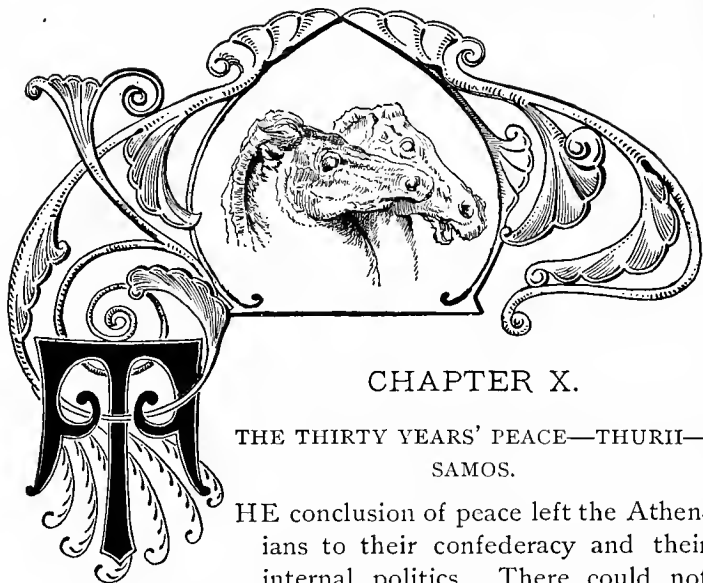 CHAPTER X.
THE THIRTY YEARS' PEACE—THURII—
SAMOS.
THE conclusion of peace left the Athen-
ians to their confederacy and their
internal politics. There could not